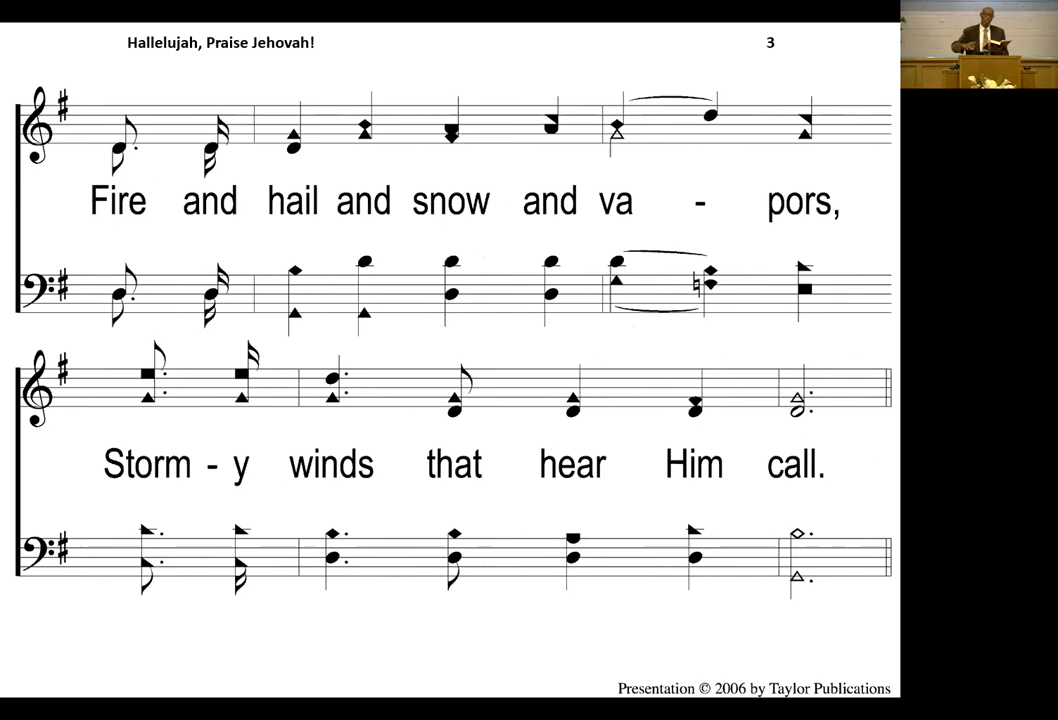 Hallelujah, Praise Jehovah! 3
Fire and hail and snow and va - pors,
Storm - y winds that hear Him call.
Presentation © 2006 by Taylor Publications